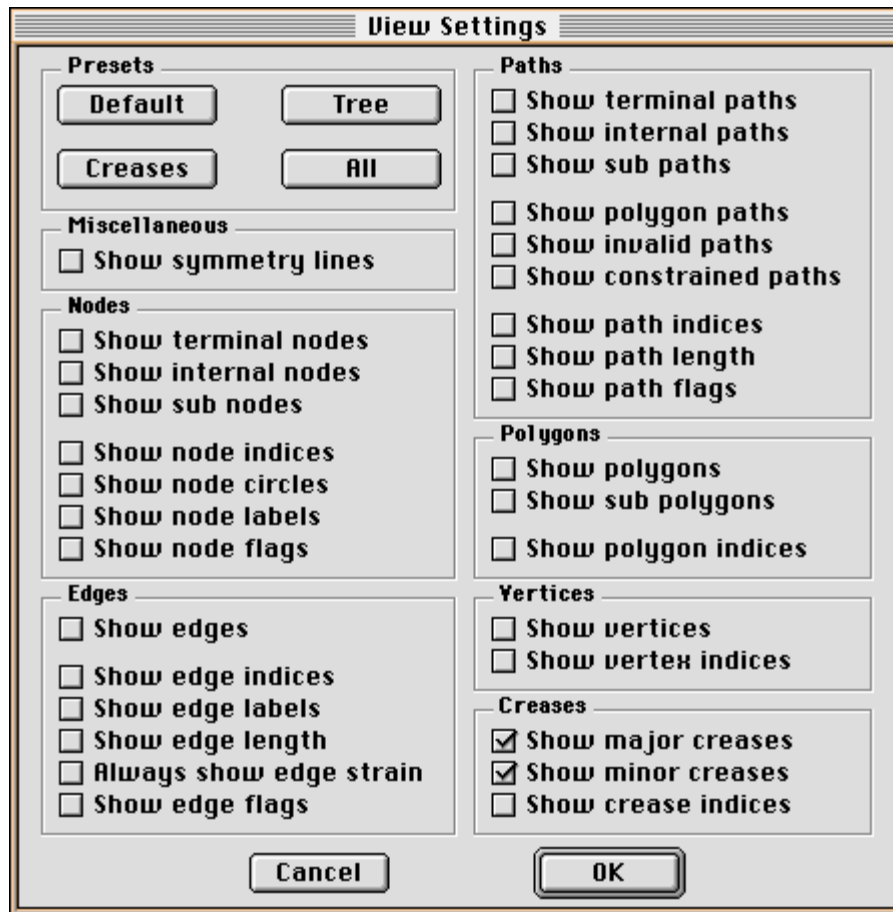 View Settings
Presets
Default
Tree
Creases
All
Miscellaneous
Show symmetry lines
Nodes
Show terminal nodes
Show internal nodes
Show sub nodes
Show node indices
Show node circles
Show node labels
Show node flags
Edges
Show edges
Show edge indices
Show edge labels
Show edge length
Always show edge strain
Show edge flags
Paths
Show terminal paths
Show internal paths
Show sub paths
Show polygon paths
Show invalid paths
Show constrained paths
Show path indices
Show path length
Show path flags
Polygons
Show polygons
Show sub polygons
Show polygon indices
Vertices
Show vertices
Show vertex indices
Creases
Show major creases
Show minor creases
Show crease indices
Cancel
OK